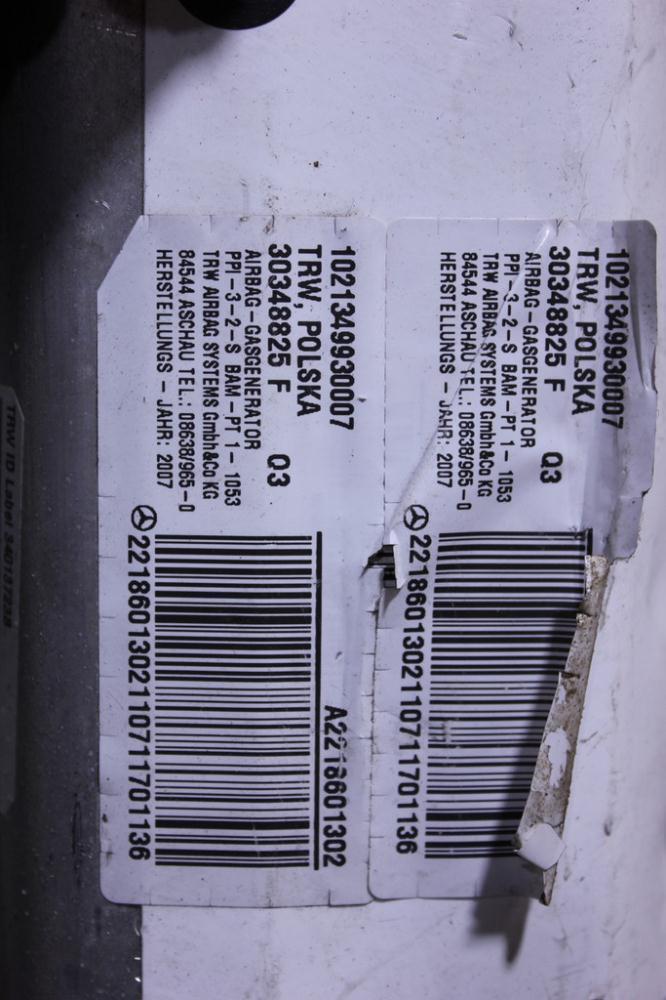 1021349930007
TRW, POLSKA
30348825 F Q3
AIRBAG – GASGENERATOR
PPI – 3 – 2 – S BAM – PT 1 – 1053
TRW AIRBAG SYSTEMS Gmbh&Co KG
84544 ASCHAU TEL.: 08638/965 – 0
HERSTELLUNGS – JAHR: 2007
A2218601302
2218601302110711701136
1021349930007
TRW, POLSKA
30348825 F Q3
AIRBAG – GASGENERATOR
PPI – 3 – 2 – S BAM – PT 1 – 1053
TRW AIRBAG SYSTEMS Gmbh&Co KG
84544 ASCHAU TEL.: 08638/965 – 0
HERSTELLUNGS – JAHR: 2007
2218601302110711701136
TRW ID Label